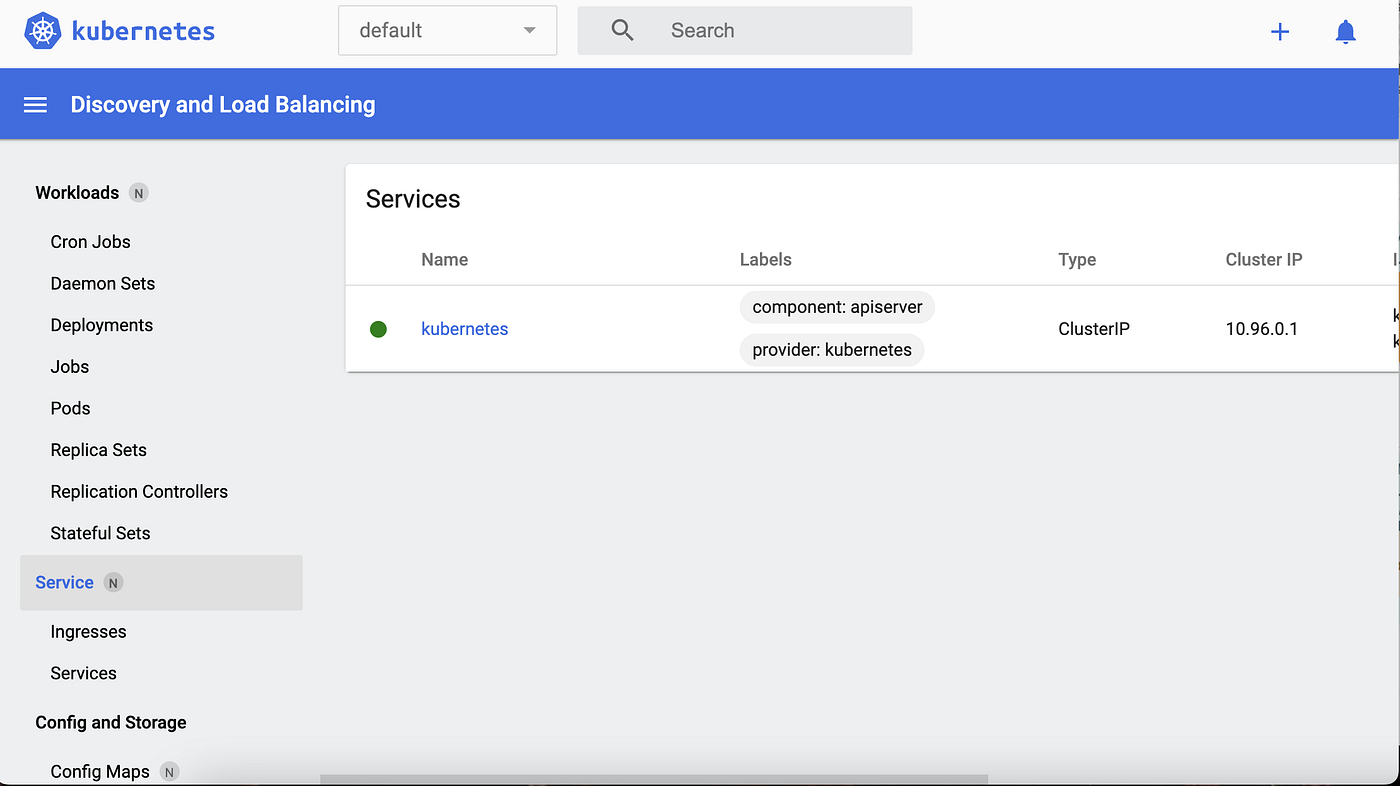 kubernetes
default
Search
Discovery and Load Balancing
Workloads N
Cron Jobs
Daemon Sets
Deployments
Jobs
Pods
Replica Sets
Replication Controllers
Stateful Sets
Service N
Ingresses
Services
Config and Storage
Config Maps N
Services
Name Labels Type Cluster IP
component: apiserver
kubernetes ClusterIP 10.96.0.1
provider: kubernetes